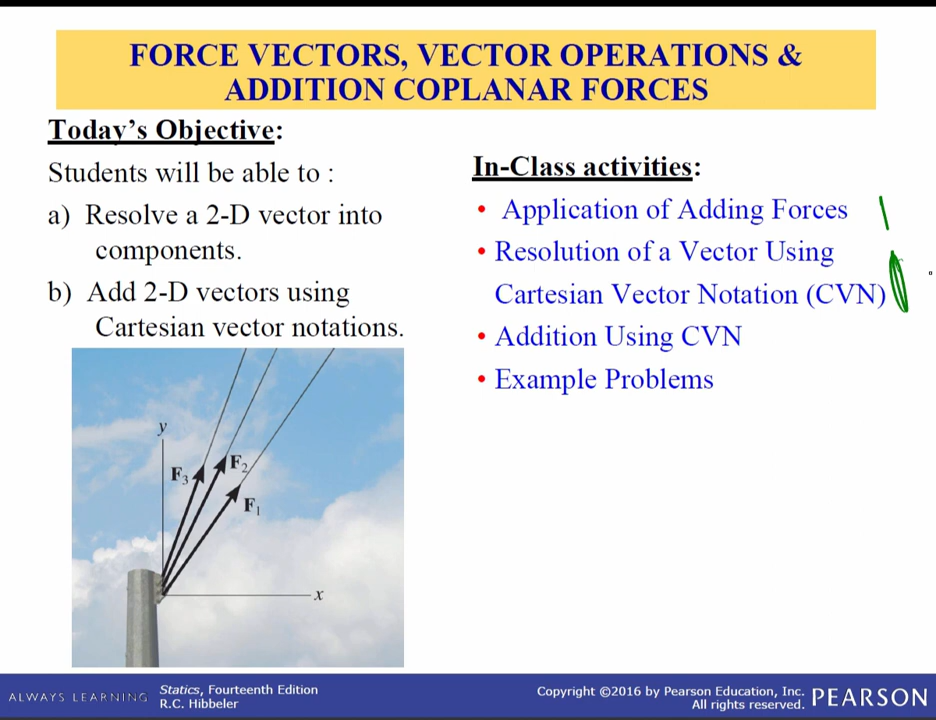 FORCE VECTORS, VECTOR OPERATIONS &
ADDITION COPLANAR FORCES
Today's Objective:
Students will be able to :
a) Resolve a 2-D vector into
components.
b) Add 2-D vectors using
Cartesian vector notations.
In-Class activities:
• Application of Adding Forces
• Resolution of a Vector Using
Cartesian Vector Notation (CVN)
• Addition Using CVN
• Example Problems
y
F3
F2
F1
x
ALWAYS LEARNING
Statics, Fourteenth Edition
R.C. Hibbeler
Copyright ©2016 by Pearson Education, Inc.
All rights reserved.
PEARSON